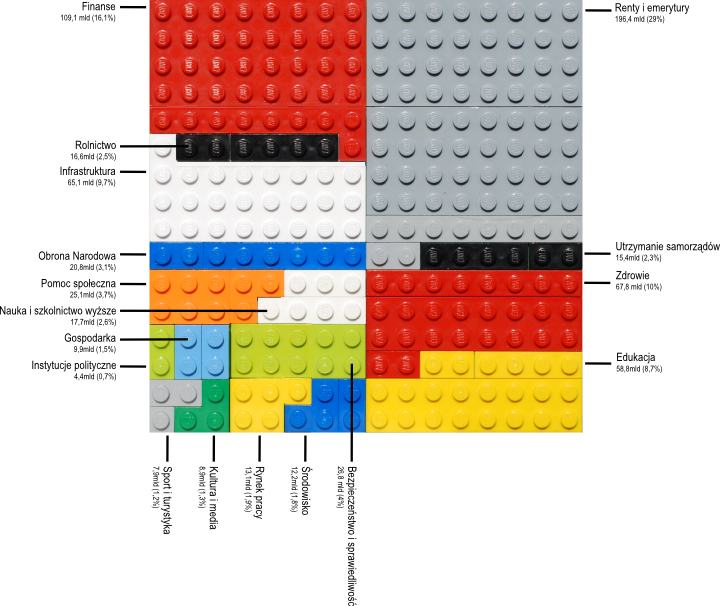 Finanse
109,1 mld (16,1%)
Renty i emerytury
196,4 mld (29%)
Rolnictwo
16,6mld (2,5%)
Infrastruktura
65,1 mld (9,7%)
Obrona Narodowa
20,8mld (3,1%)
Utrzymanie samorządów
15,4mld (2,3%)
Pomoc społeczna
25,1mld (3,7%)
Zdrowie
67,8 mld (10%)
Nauka i szkolnictwo wyższe
17,7mld (2,6%)
Gospodarka
9,9mld (1,5%)
Instytucje polityczne
4,4mld (0,7%)
Edukacja
58,8mld (8,7%)
Sport i turystyka
7,9mld (1,2%)
Kultura i media
8,9mld (1,3%)
Rynek pracy
13,1mld (1,9%)
Środowisko
12,2mld (1,8%)
Bezpieczeństwo i sprawiedliwość
26,8 mld (4%)